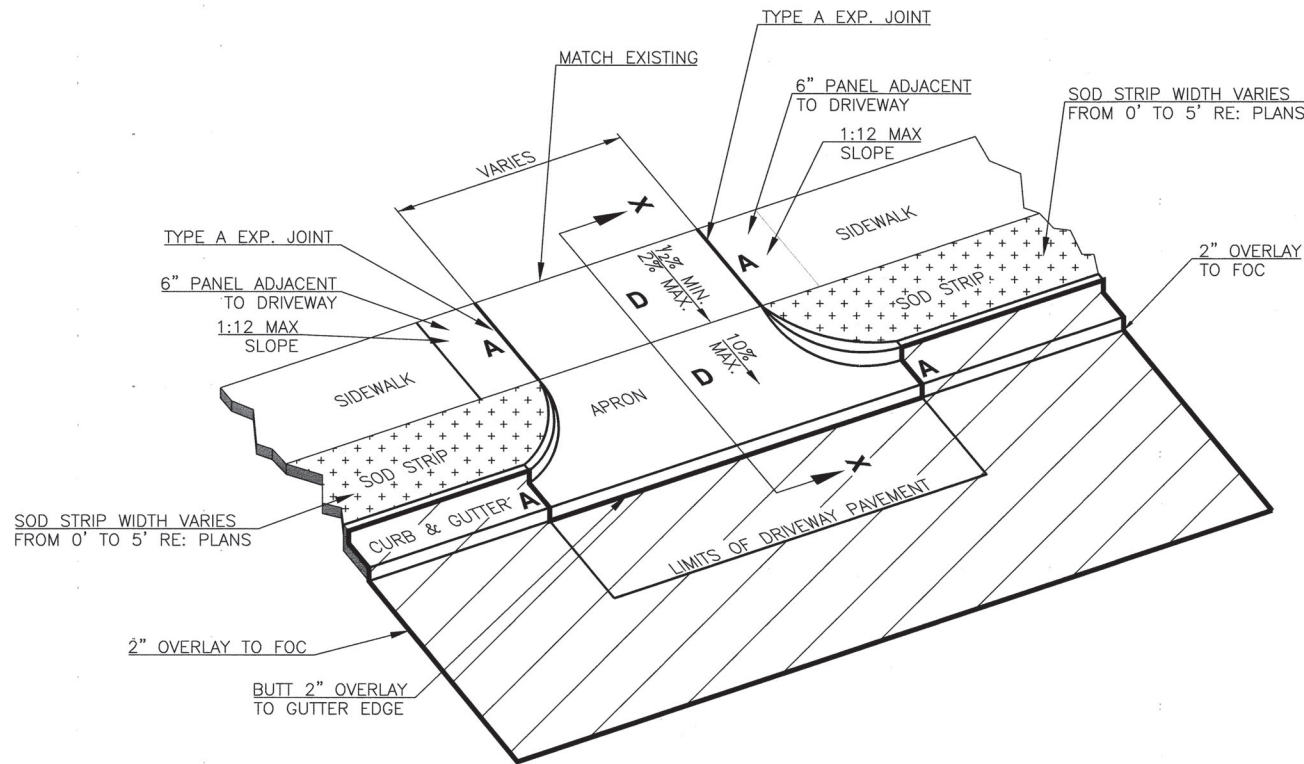 TYPE A EXP. JOINT
MATCH EXISTING
6" PANEL ADJACENT
TO DRIVEWAY
1:12 MAX
SLOPE
SOD STRIP WIDTH VARIES
FROM 0' TO 5' RE: PLANS
VARIES
X
SIDEWALK
TYPE A EXP. JOINT
A
2" OVERLAY
TO FOC
6" PANEL ADJACENT
TO DRIVEWAY
1:12 MAX
SLOPE
½% MIN.
2% MAX.
D
SOD STRIP
A
10%
MAX.
D
A
SIDEWALK
APRON
SOD STRIP
X
A
SOD STRIP WIDTH VARIES
FROM 0' TO 5' RE: PLANS
CURB & GUTTER
LIMITS OF DRIVEWAY PAVEMENT
2" OVERLAY TO FOC
BUTT 2" OVERLAY
TO GUTTER EDGE